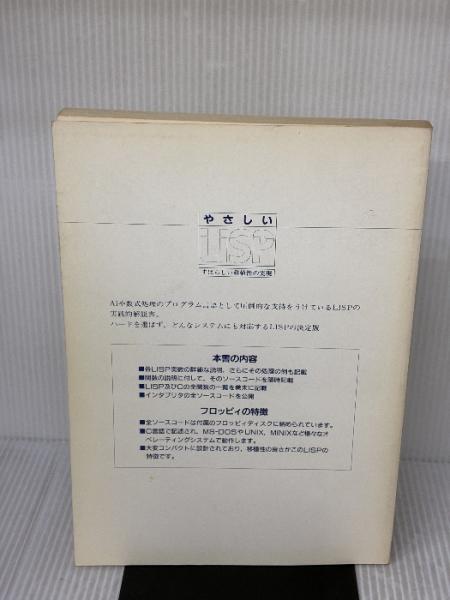 やさしい
LISP
すばらしい移植性の実現
AIや数式処理のプログラム言語として圧倒的な支持をうけているLISPの
実践的解説書。
ハードを選ばず、どんなシステムにも対応するLISPの決定版
本書の内容
■各LISP実数の詳細な説明、さらにその処理の例も記載
■関数の説明に付して、そのソースコードを随時記載
■LISP及びCの全関数の一覧を巻末に記載
■インタプリタの全ソースコードを公開
フロッピィの特徴
■全ソースコードは付属のフロッピィディスクに納められています。
■C言語で記述され、MS-DOSやUNIX、MINIXなど様々なオ
ペレーティングシステムで動作します。
■大変コンパクトに設計されており、移植性の良さがこのLISPの
特徴です。